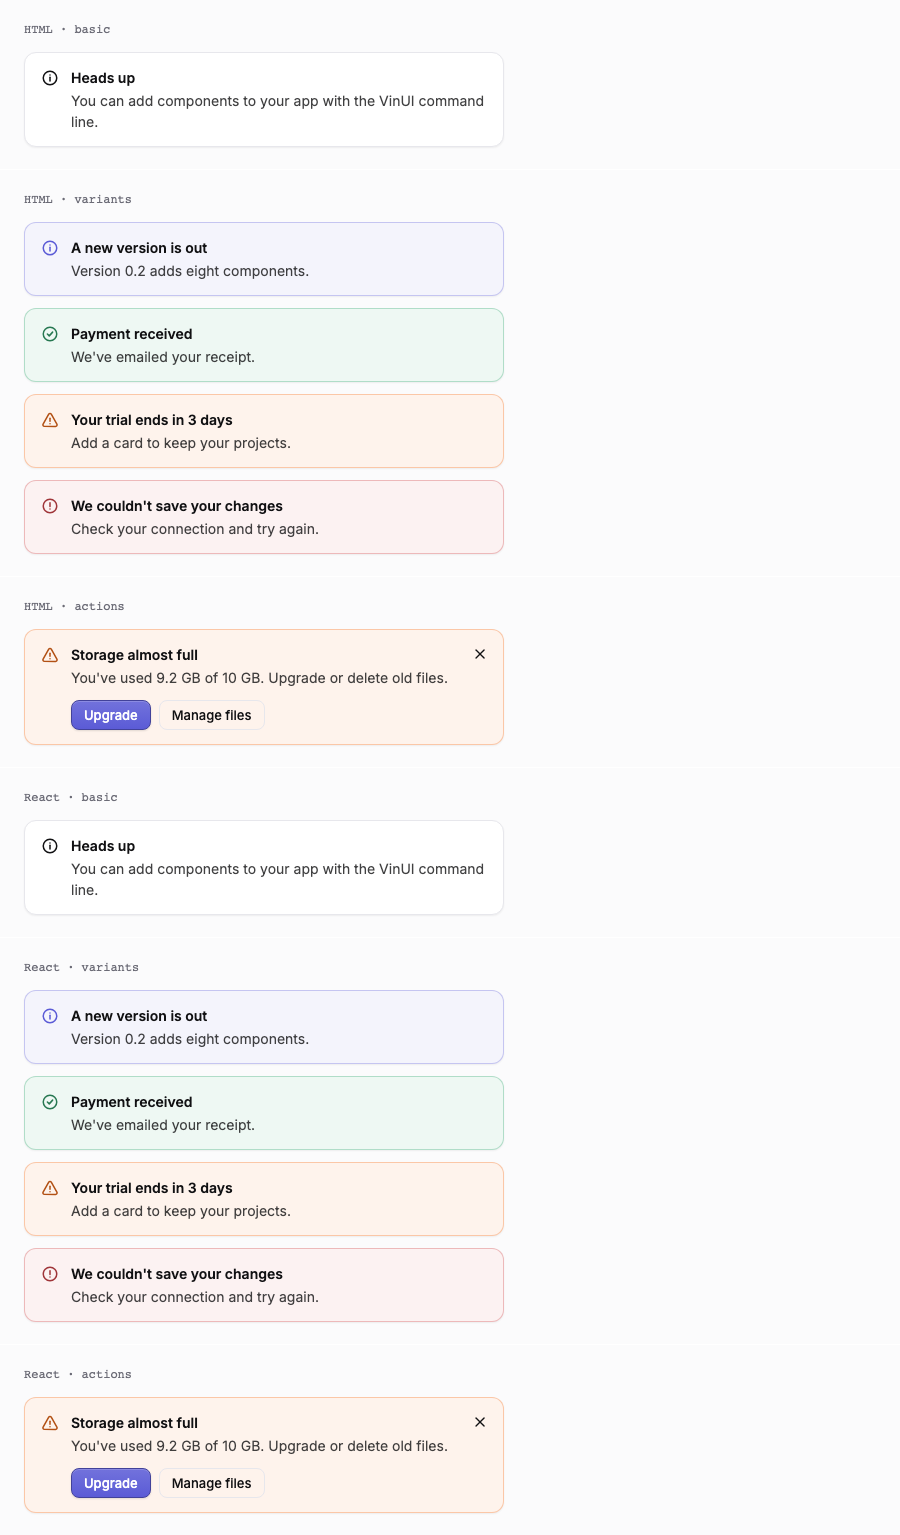 HTML · basic
Heads up
You can add components to your app with the VinUI command
line.
HTML · variants
A new version is out
Version 0.2 adds eight components.
Payment received
We've emailed your receipt.
Your trial ends in 3 days
Add a card to keep your projects.
We couldn't save your changes
Check your connection and try again.
HTML · actions
Storage almost full
You've used 9.2 GB of 10 GB. Upgrade or delete old files.
Upgrade Manage files
React · basic
Heads up
You can add components to your app with the VinUI command
line.
React · variants
A new version is out
Version 0.2 adds eight components.
Payment received
We've emailed your receipt.
Your trial ends in 3 days
Add a card to keep your projects.
We couldn't save your changes
Check your connection and try again.
React · actions
Storage almost full
You've used 9.2 GB of 10 GB. Upgrade or delete old files.
Upgrade Manage files